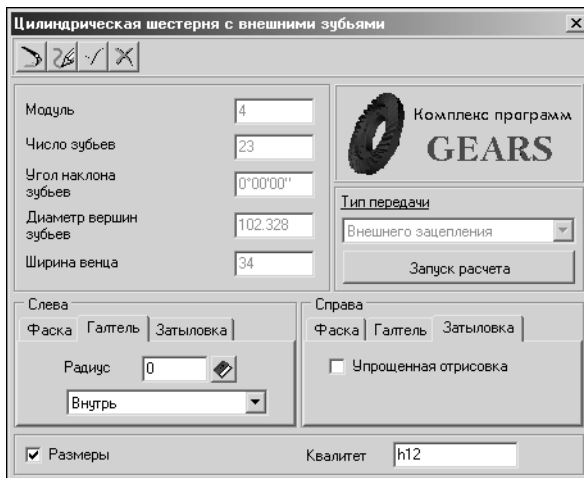 Цилиндрическая шестерня с внешними зубьями
Модуль 4
Число зубьев 23
Угол наклона
зубьев 0°00'00"
Диаметр вершин
зубьев 102.328
Ширина венца 34
Комплекс программ
GEARS
Тип передачи
Внешнего зацепления
Запуск расчета
Слева
Фаска Галтель Затыловка
Радиус 0
Внутрь
Справа
Фаска Галтель Затыловка
Упрощенная отрисовка
Размеры
Квалитет h12